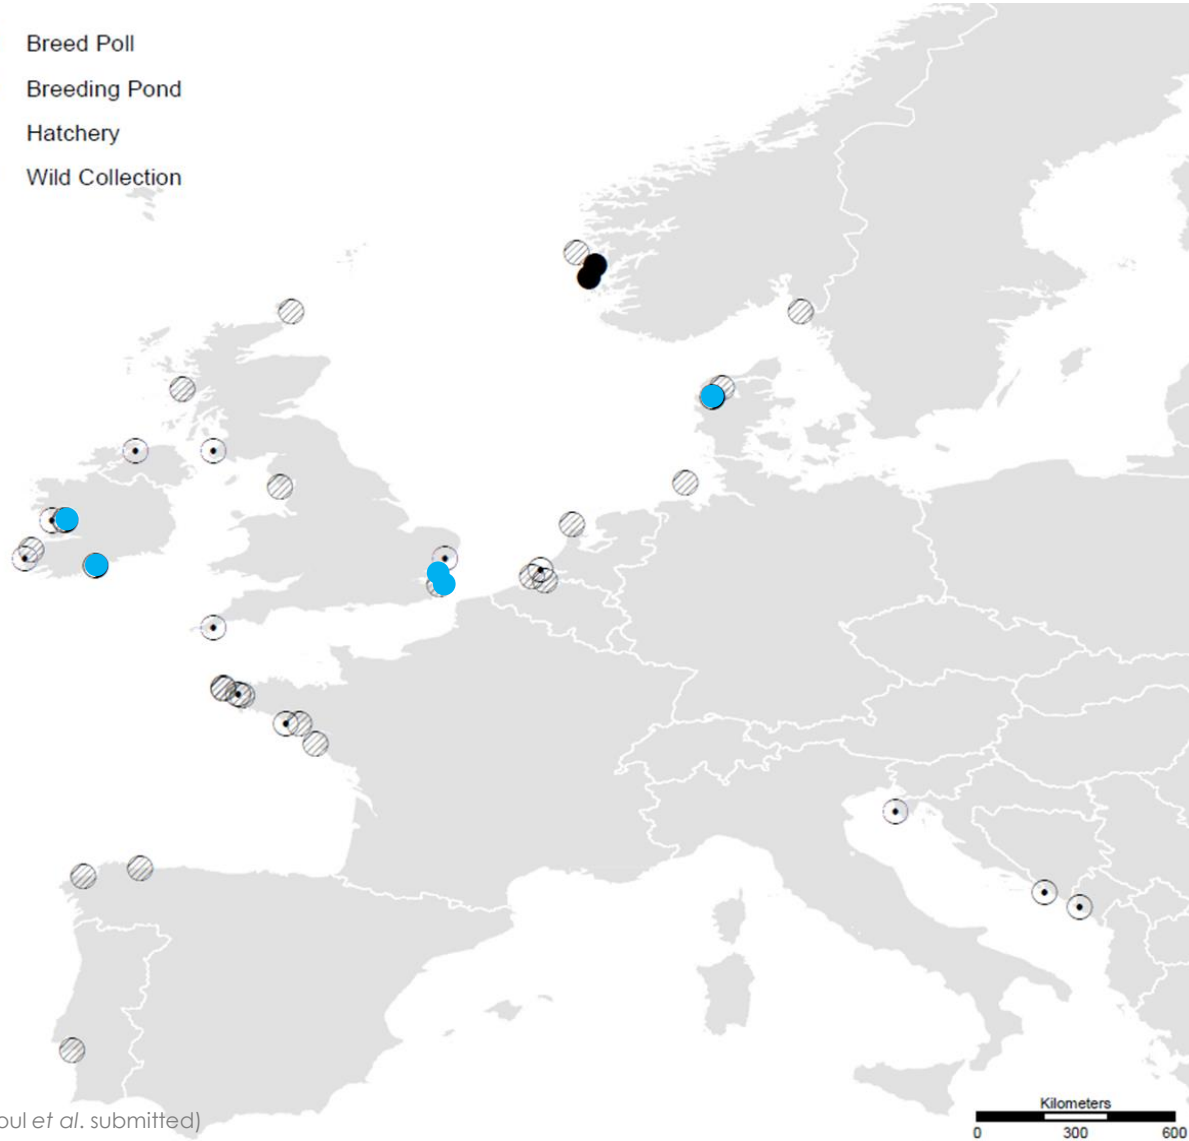 Breed Poll
Breeding Pond
Hatchery
Wild Collection
Kilometers
0 300 600
oul et al. submitted)